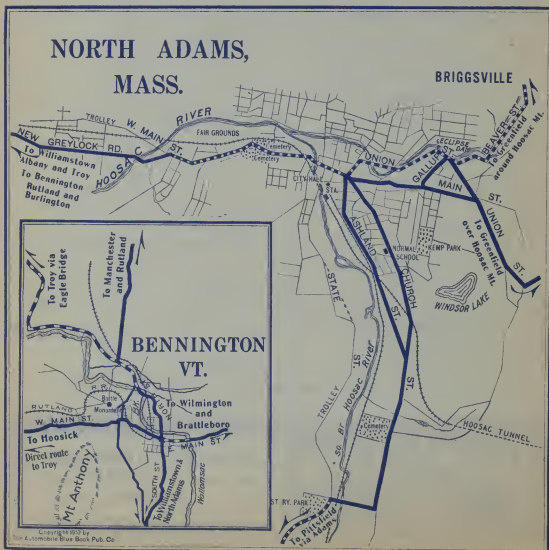 NORTH ADAMS,
MASS.
BRIGGSVILLE
TROLLEY
W. MAIN ST.
RIVER
HOOSAC
FAIR GROUNDS
NEW
GREYLOCK RD.
To Williamstown
Albany and Troy
To Bennington
Rutland and
Burlington
Cemetery
CITY HALL
STA.
UNION
GALLUP ST.
ECLIPSE
DAM
BEAVER ST.
To Greenfield
around Hoosac Mt.
MAIN ST.
UNION ST.
To Greenfield
over Hoosac Mt.
ASHLAND ST.
CHURCH ST.
NORMAL
SCHOOL
KEMP PARK
WINDSOR LAKE
STATE ST.
TROLLEY
SO. BR. HOOSAC River
Cemetery
HOOSAC TUNNEL
ST. RY. PARK
To Pittsfield
via Adams
BENNINGTON
VT.
To Troy via
Eagle Bridge
To Manchester
and Rutland
To Wilmington
and
Brattleboro
R.R.
Battle
Monument
RUTLAND
W. MAIN ST.
MAIN ST.
To Hoosick
Direct route
to Troy
Mt Anthony
SOUTH ST.
To Williamstown &
North Adams
Copyright 1917 by
The Automobile Blue Book Pub. Co.